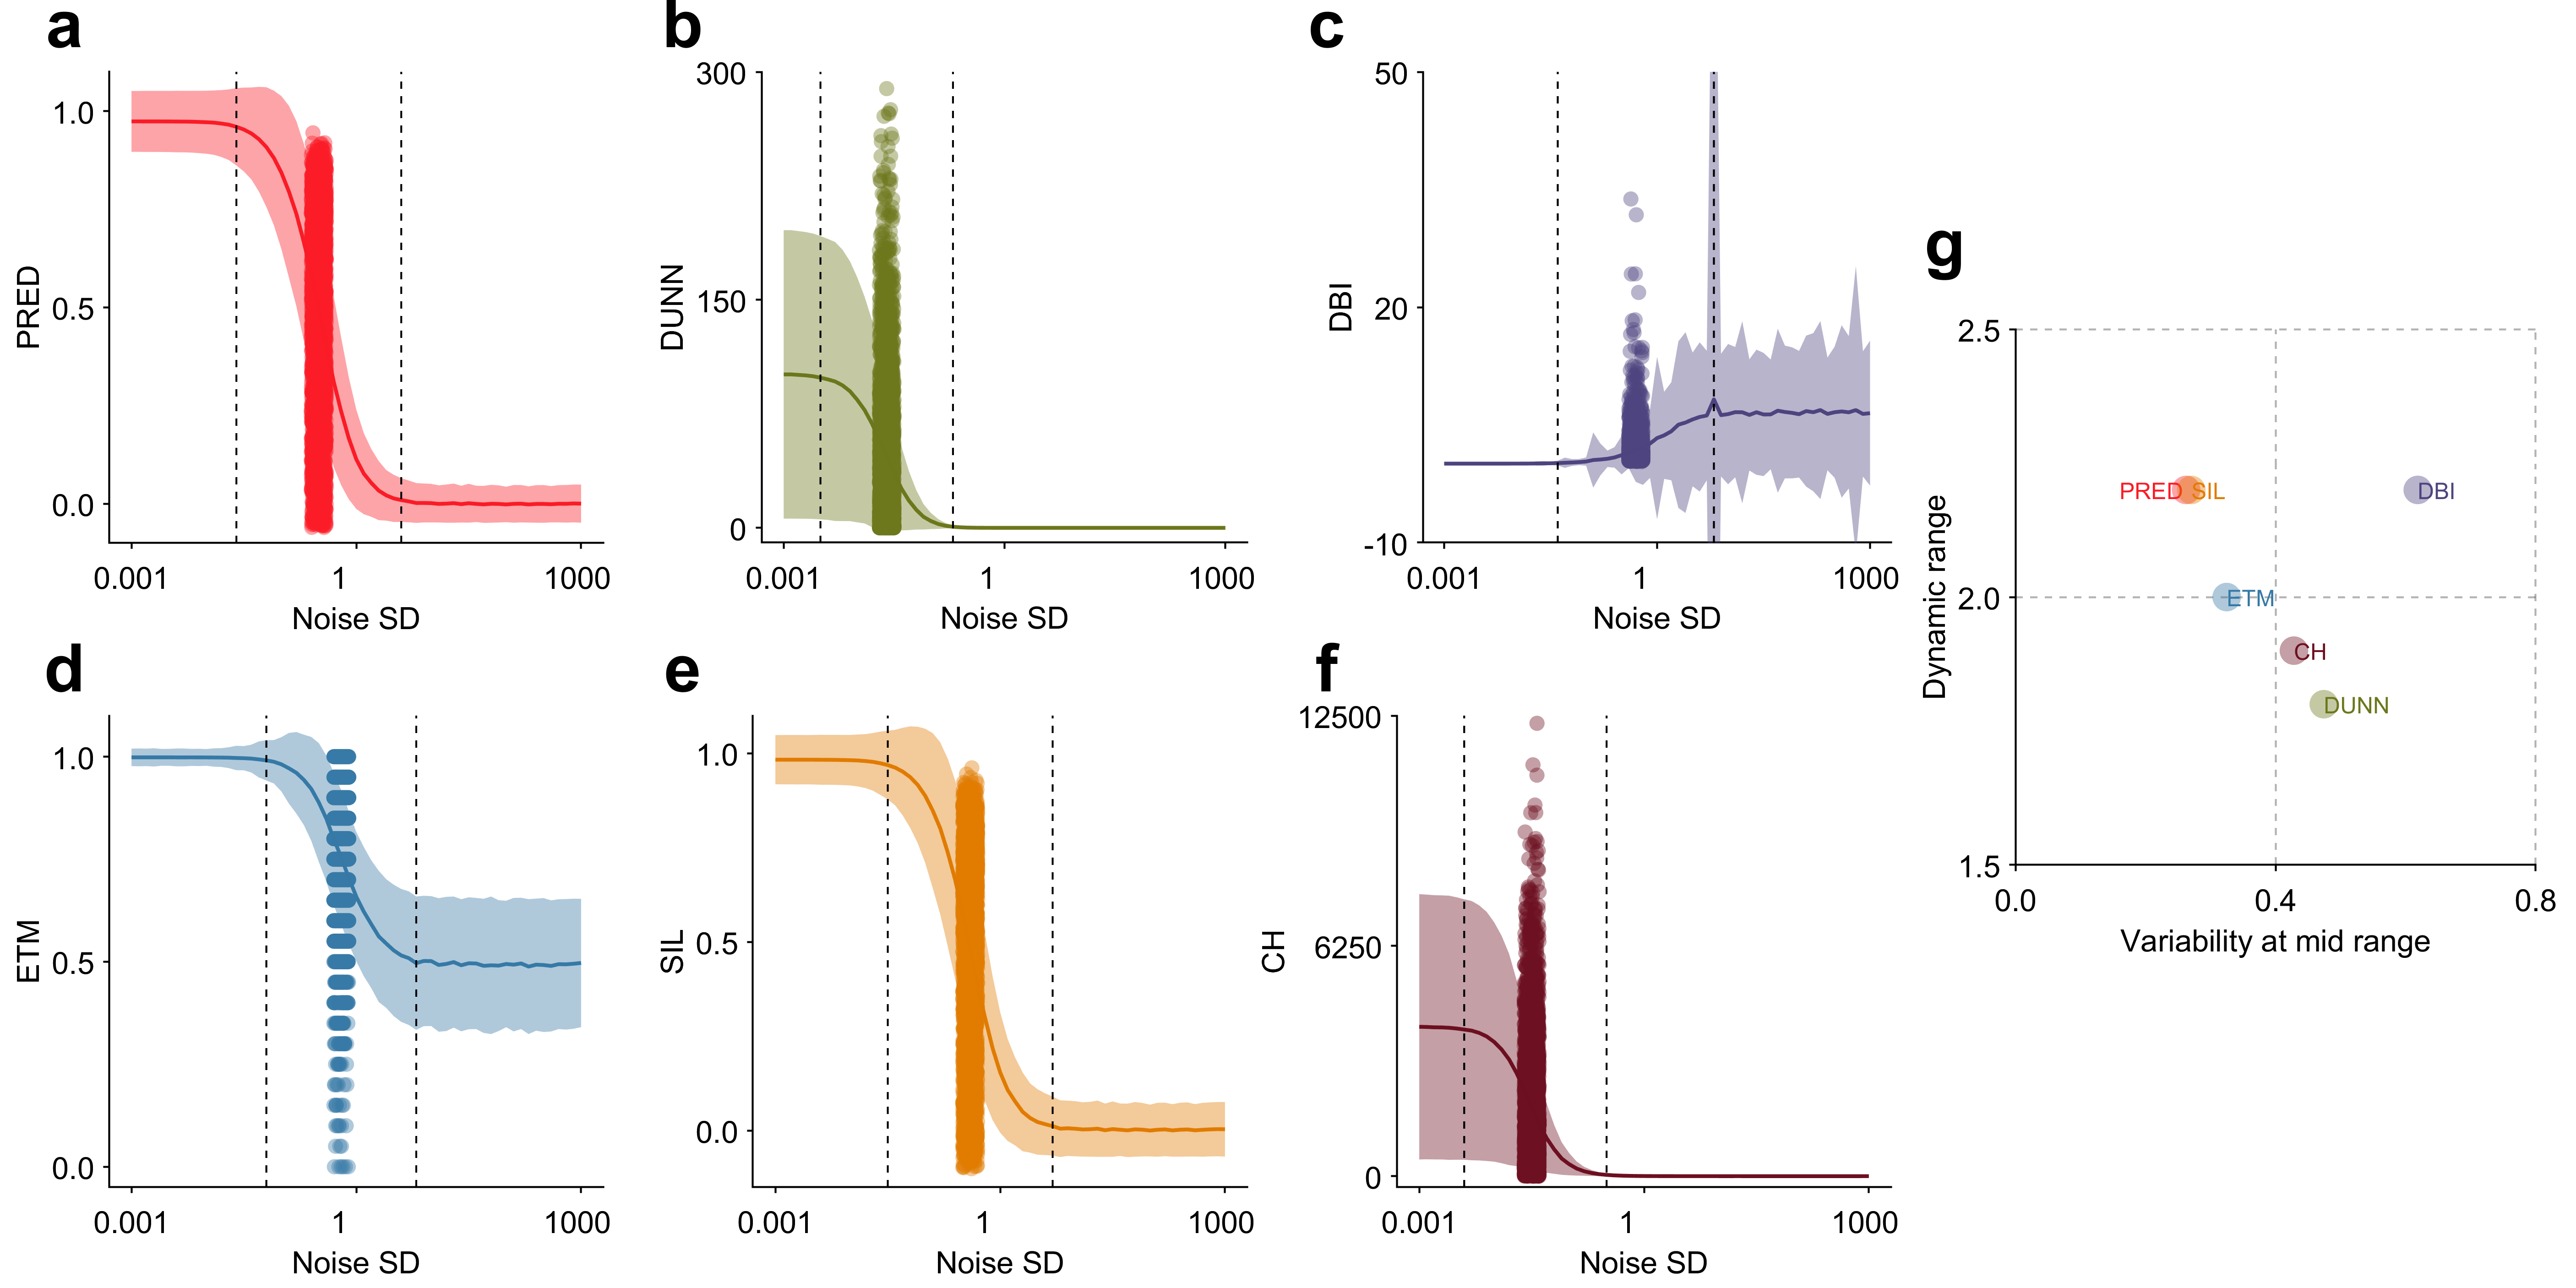 a
PRED
1.0
0.5
0.0
0.001 1 1000
Noise SD
b
DUNN
300
150
0
0.001 1 1000
Noise SD
c
DBI
50
20
-10
0.001 1 1000
Noise SD
d
ETM
1.0
0.5
0.0
0.001 1 1000
Noise SD
e
SIL
1.0
0.5
0.0
0.001 1 1000
Noise SD
f
CH
12500
6250
0
0.001 1 1000
Noise SD
g
Dynamic range
2.5
2.0
1.5
PRED SIL
DBI
ETM
CH
DUNN
0.0 0.4 0.8
Variability at mid range